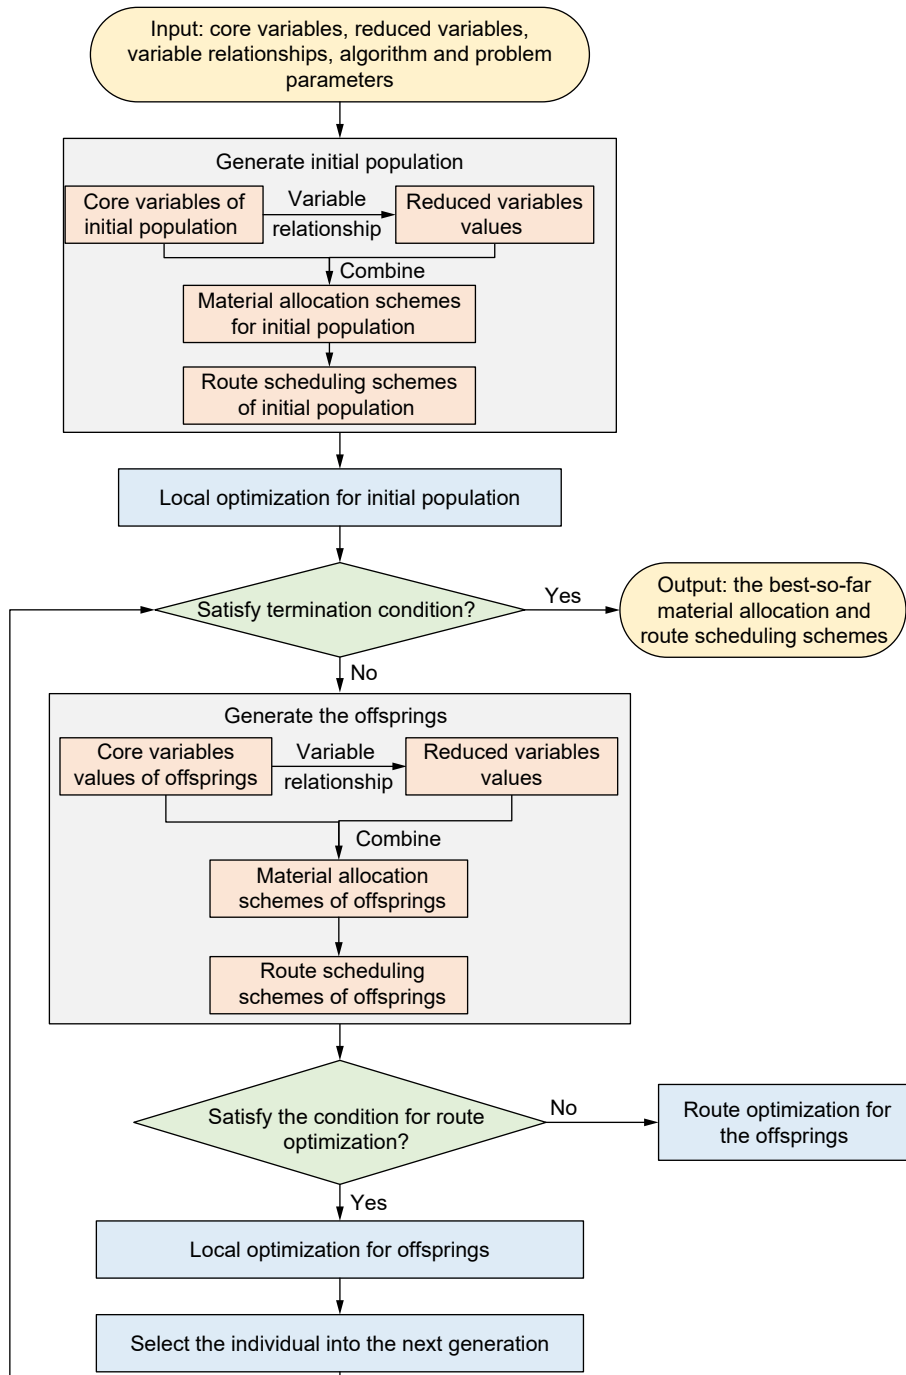 Input: core variables, reduced variables,
variable relationships, algorithm and problem
parameters
Generate initial population
Core variables of
initial population
Variable
relationship
Reduced variables
values
Combine
Material allocation schemes
for initial population
Route scheduling schemes
of initial population
Local optimization for initial population
Satisfy termination condition?
Yes
Output: the best-so-far
material allocation and
route scheduling schemes
No
Generate the offsprings
Core variables
values of offsprings
Variable
relationship
Reduced variables
values
Combine
Material allocation
schemes of offsprings
Route scheduling
schemes of offsprings
Satisfy the condition for route
optimization?
No
Route optimization for
the offsprings
Yes
Local optimization for offsprings
Select the individual into the next generation